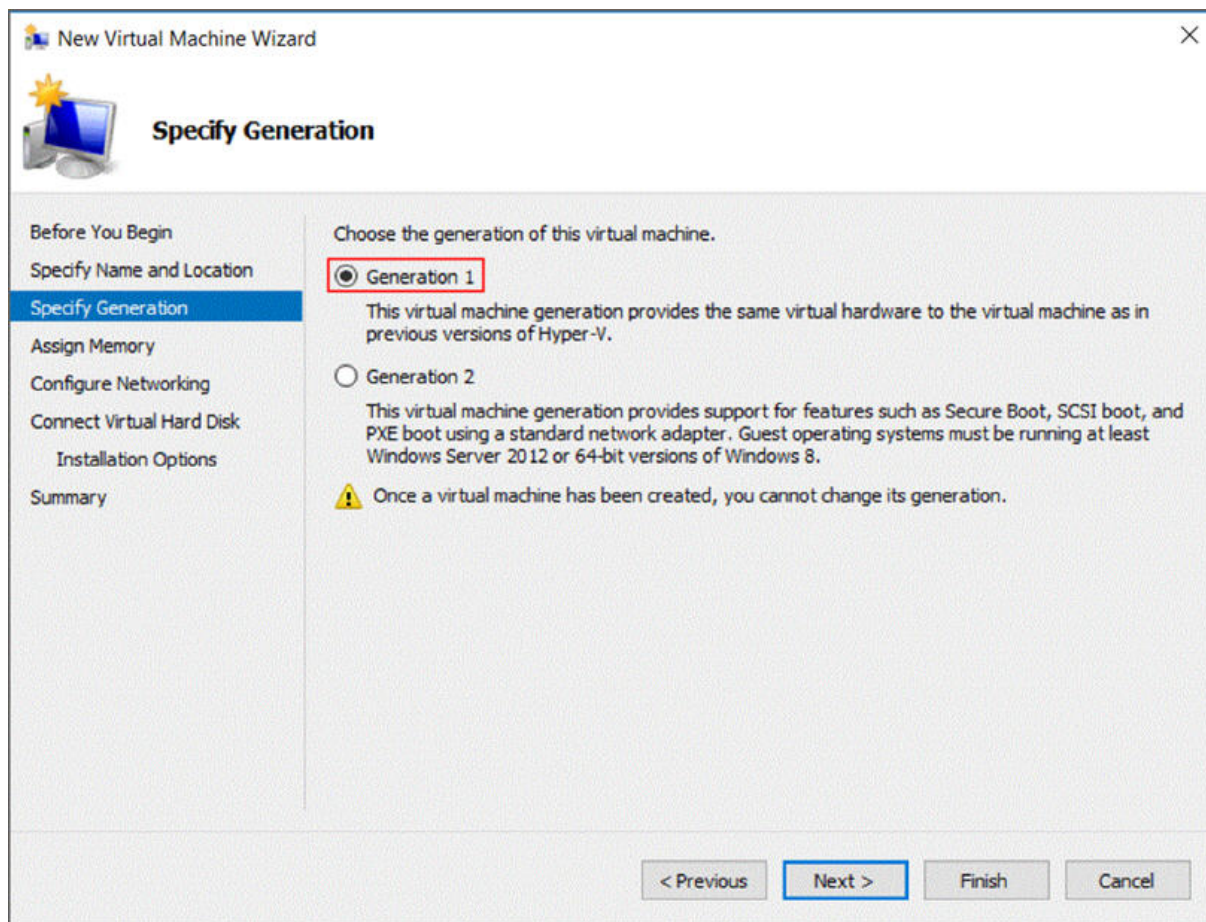 New Virtual Machine Wizard
Specify Generation
Before You Begin
Specify Name and Location
Specify Generation
Assign Memory
Configure Networking
Connect Virtual Hard Disk
Installation Options
Summary
Choose the generation of this virtual machine.
Generation 1
This virtual machine generation provides the same virtual hardware to the virtual machine as in
previous versions of Hyper-V.
Generation 2
This virtual machine generation provides support for features such as Secure Boot, SCSI boot, and
PXE boot using a standard network adapter. Guest operating systems must be running at least
Windows Server 2012 or 64-bit versions of Windows 8.
Once a virtual machine has been created, you cannot change its generation.
< Previous
Next >
Finish
Cancel